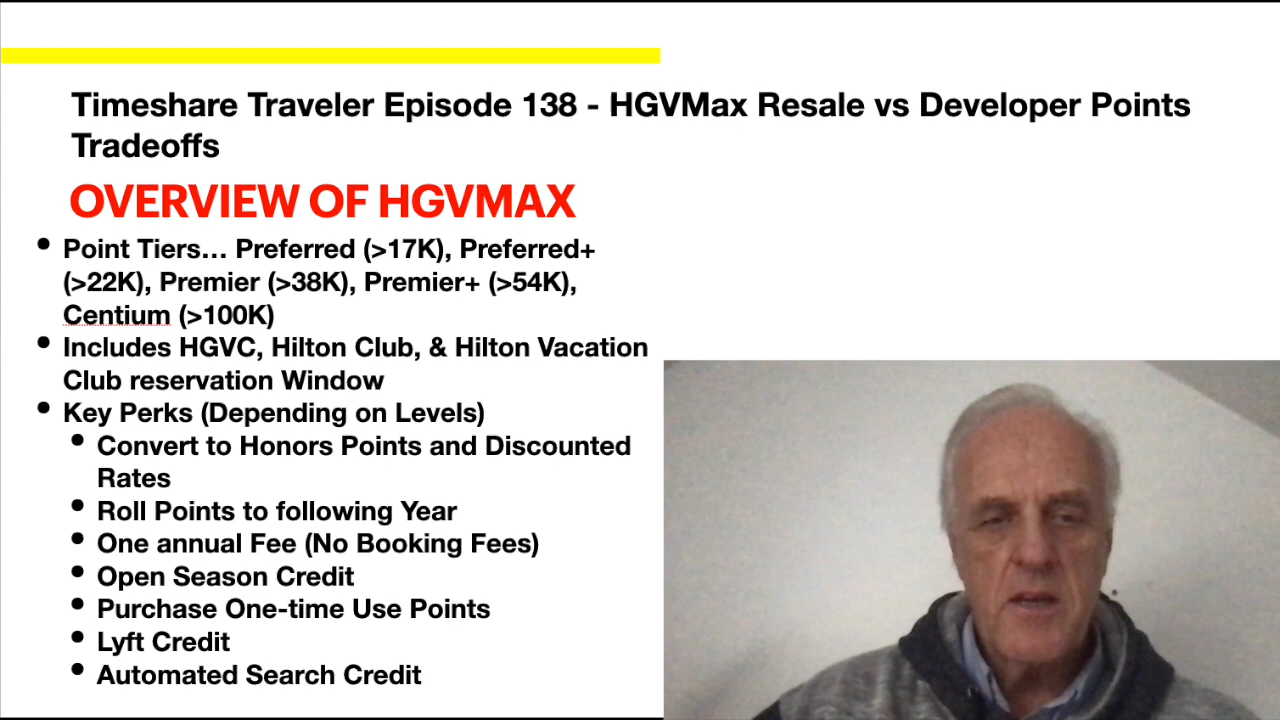 Timeshare Traveler Episode 138 - HGVMax Resale vs Developer Points
Tradeoffs
OVERVIEW OF HGVMAX
• Point Tiers... Preferred (>17K), Preferred+
(>22K), Premier (>38K), Premier+ (>54K),
Centium (>100K)
• Includes HGVC, Hilton Club, & Hilton Vacation
Club reservation Window
• Key Perks (Depending on Levels)
• Convert to Honors Points and Discounted
Rates
• Roll Points to following Year
• One annual Fee (No Booking Fees)
• Open Season Credit
• Purchase One-time Use Points
• Lyft Credit
• Automated Search Credit